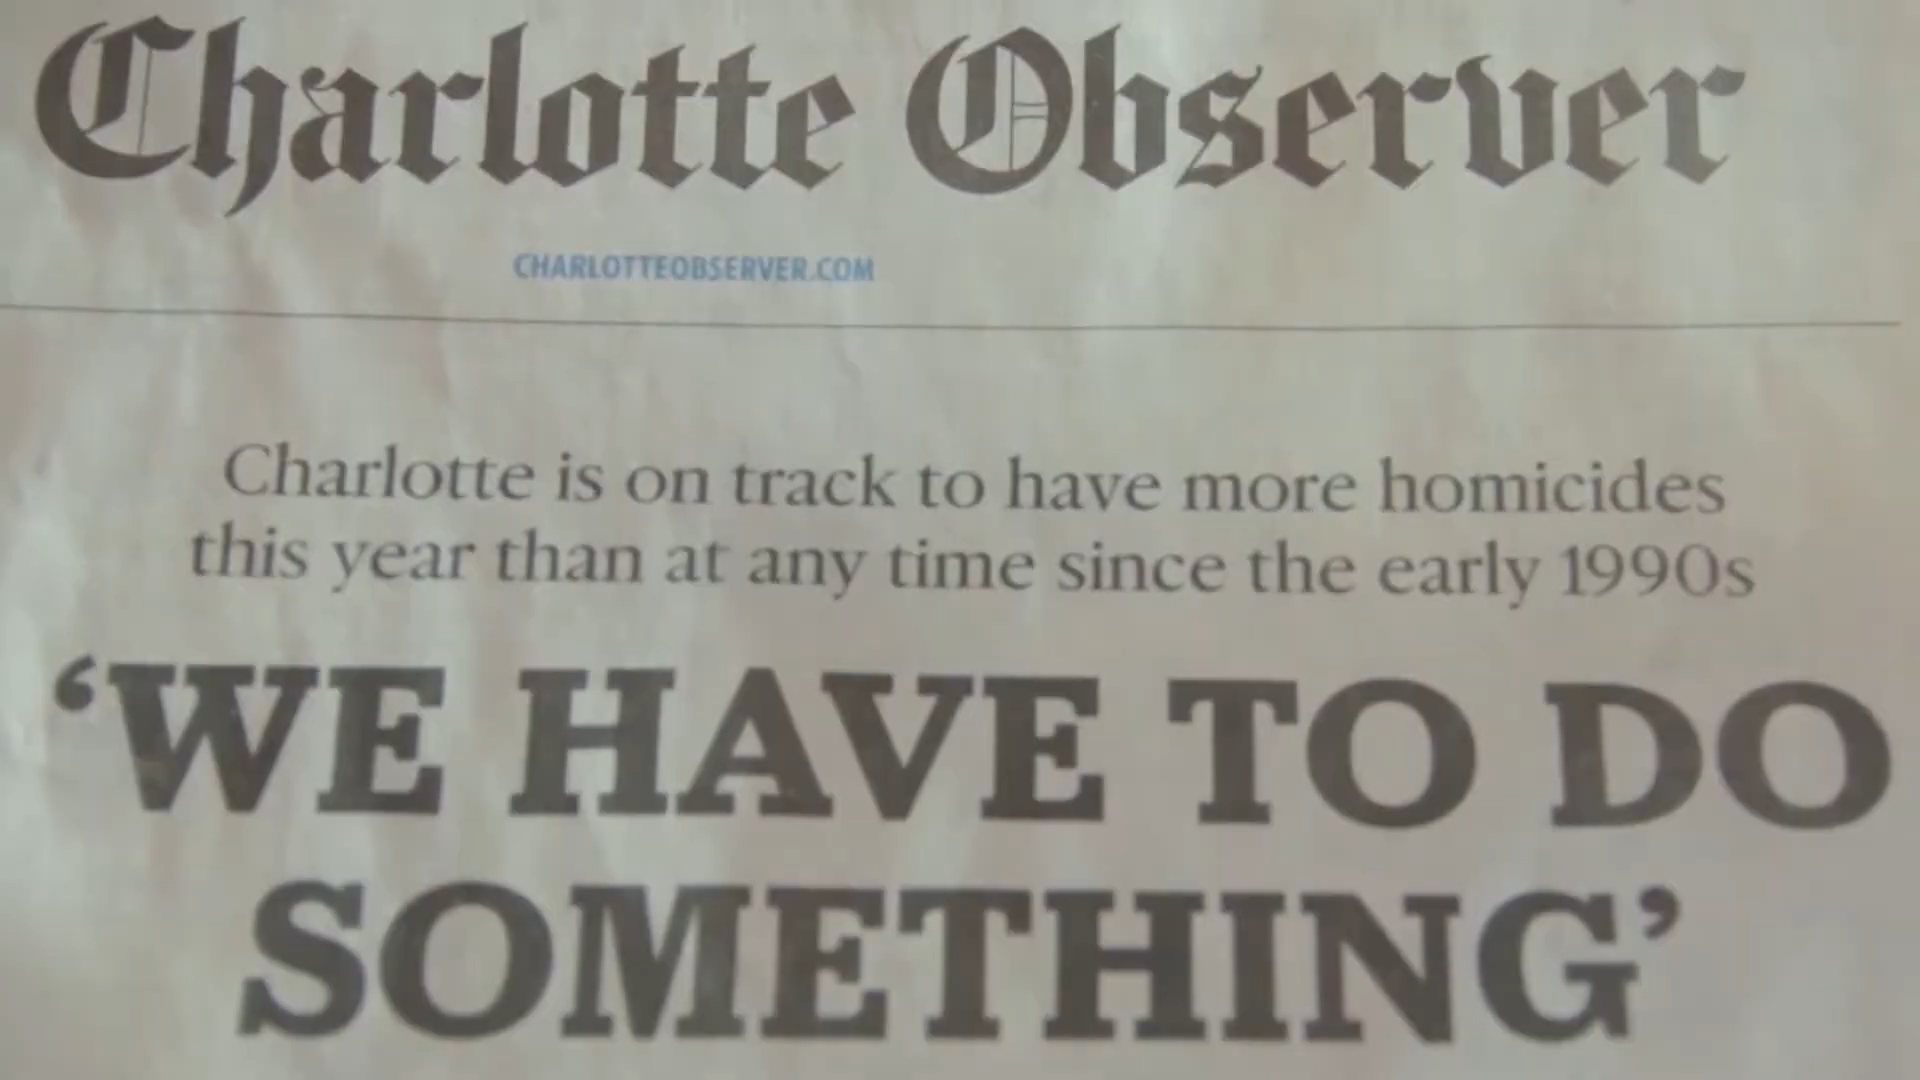 Charlotte Observer
CHARLOTTEOBSERVER.COM
Charlotte is on track to have more homicides
this year than at any time since the early 1990s
‘WE HAVE TO DO
SOMETHING’